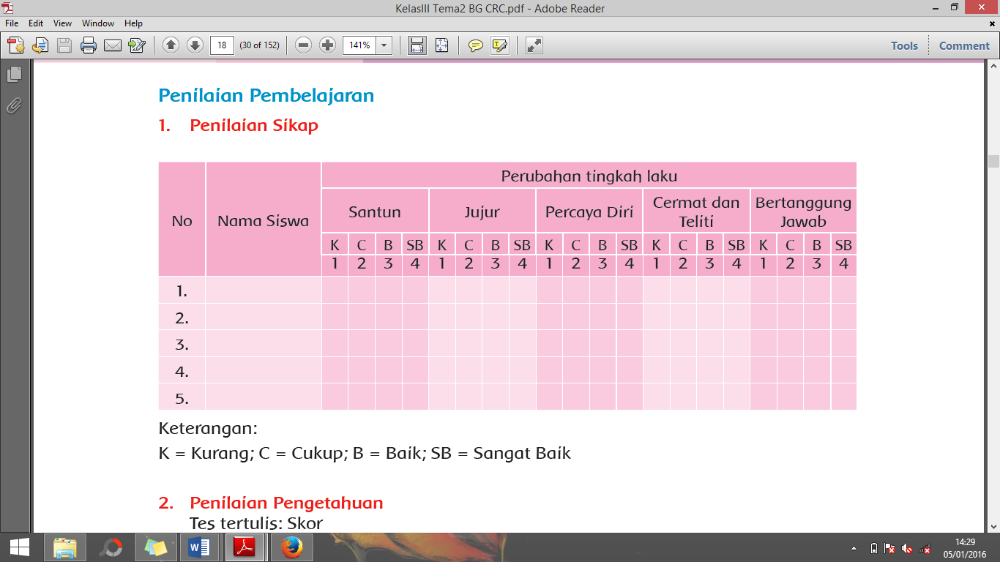 KelasIII Tema2 BG CRC.pdf - Adobe Reader
File Edit View Window Help
18 (30 of 152) 141% Tools Comment
Penilaian Pembelajaran
1. Penilaian Sikap
No Nama Siswa Perubahan tingkah laku
Santun Jujur Percaya Diri Cermat dan Teliti Bertanggung Jawab
K C B SB K C B SB K C B SB K C B SB K C B SB
1 2 3 4 1 2 3 4 1 2 3 4 1 2 3 4 1 2 3 4
1.
2.
3.
4.
5.
Keterangan:
K = Kurang; C = Cukup; B = Baik; SB = Sangat Baik
2. Penilaian Pengetahuan
Tes tertulis: Skor
14:29
05/01/2016